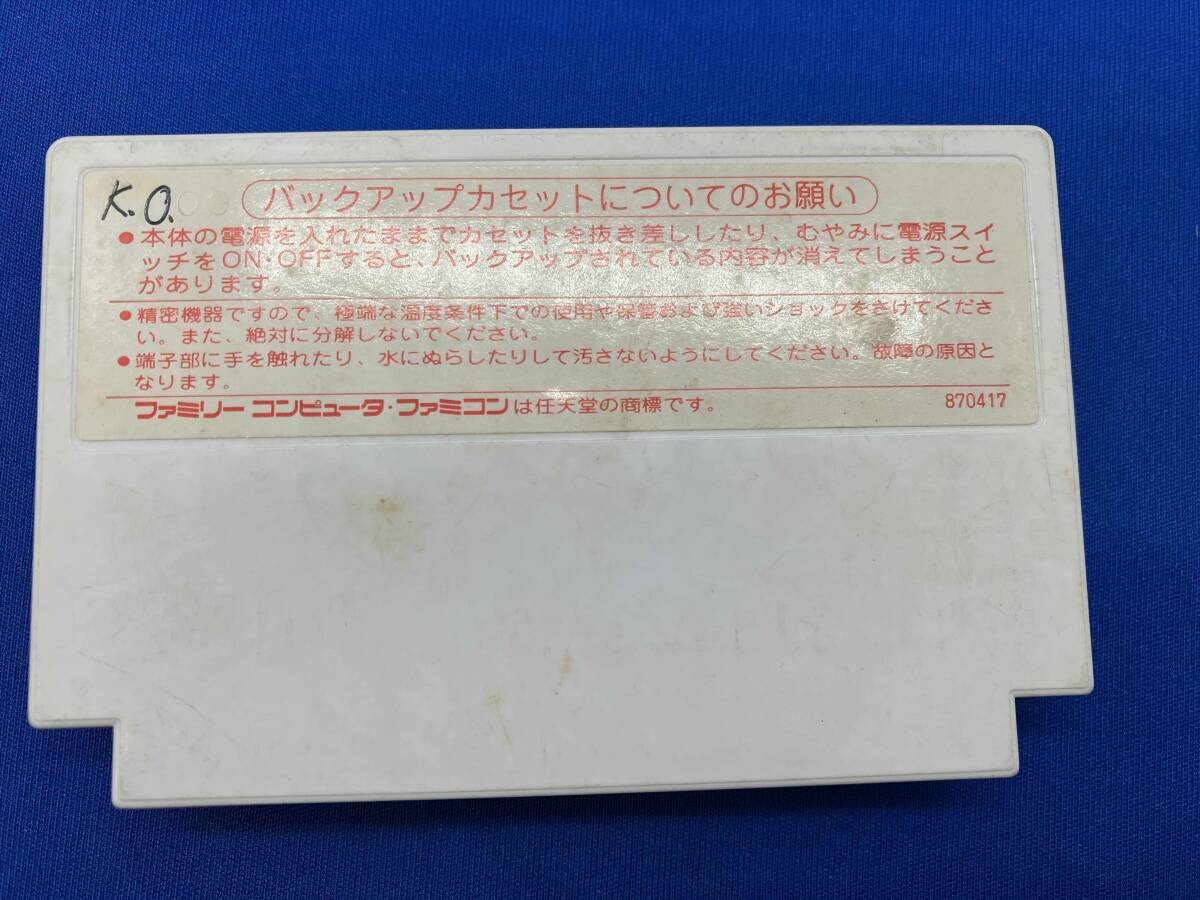 K.O.
バックアップカセットについてのお願い
●本体の電源を入れたままでカセットを抜き差ししたり、むやみに電源スイ
ッチをON・OFFすると、バックアップされている内容が消えてしまうこと
があります。
●精密機器ですので、極端な温度条件下での使用や保管および強いショックをさけてくださ
い。また、絶対に分解しないでください。
●端子部に手を触れたり、水にぬらしたりして汚さないようにしてください。故障の原因と
なります。
ファミリーコンピュータ・ファミコンは任天堂の商標です。 870417